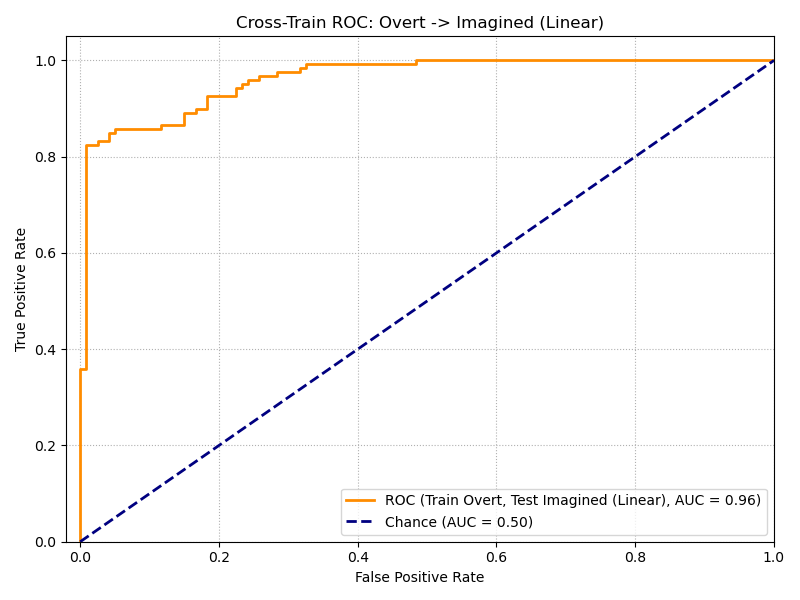 Cross-Train ROC: Overt -> Imagined (Linear)
1.0
0.8
0.6
0.4
0.2
0.0
True Positive Rate
ROC (Train Overt, Test Imagined (Linear), AUC = 0.96)
Chance (AUC = 0.50)
0.0 0.2 0.4 0.6 0.8 1.0
False Positive Rate